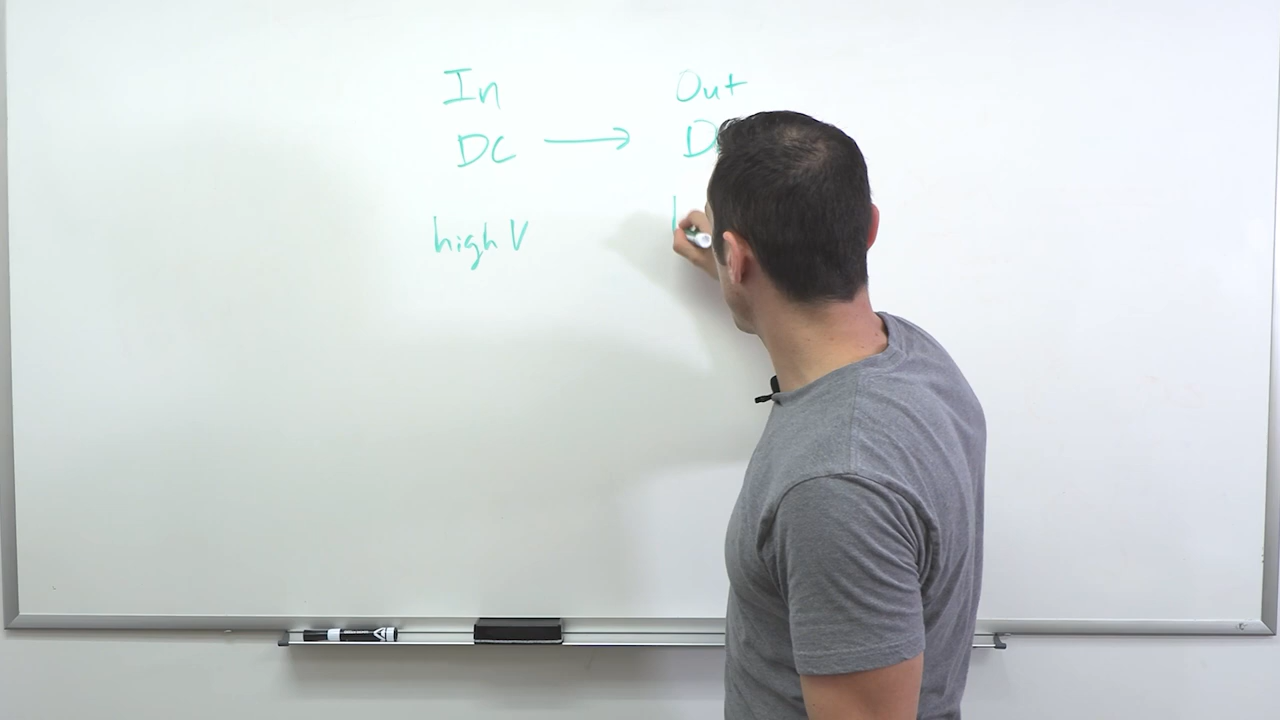 In Out
DC →
high V